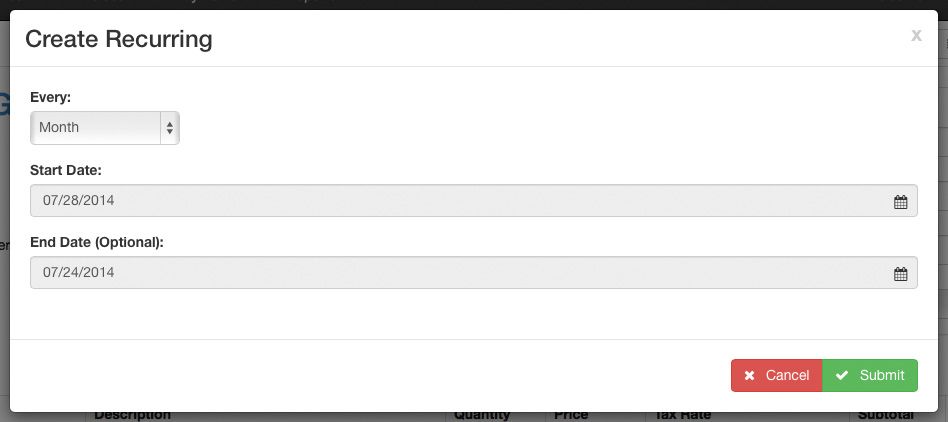 Create Recurring
x
Every:
Month
Start Date:
07/28/2014
End Date (Optional):
07/24/2014
Cancel Submit
Description Quantity Price Tax Rate Subtotal